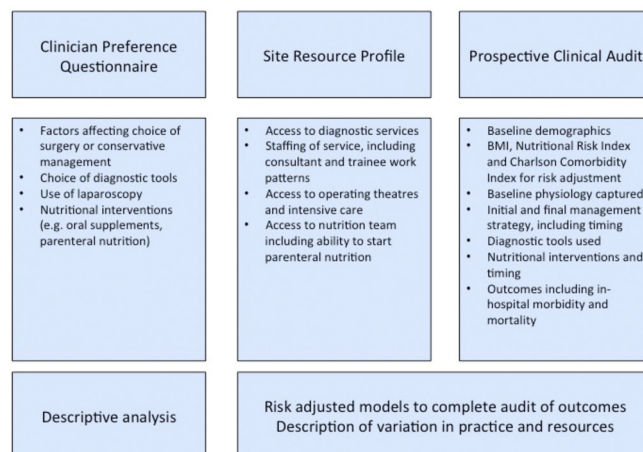 Clinician Preference
Questionnaire
Site Resource Profile
Prospective Clinical Audit
• Factors affecting choice of
surgery or conservative
management
• Choice of diagnostic tools
• Use of laparoscopy
• Nutritional interventions
(e.g. oral supplements,
parenteral nutrition)
• Access to diagnostic services
• Staffing of service, including
consultant and trainee work
patterns
• Access to operating theatres
and intensive care
• Access to nutrition team
including ability to start
parenteral nutrition
• Baseline demographics
• BMI, Nutritional Risk Index
and Charlson Comorbidity
Index for risk adjustment
• Baseline physiology captured
• Initial and final management
strategy, including timing
• Diagnostic tools used
• Nutritional interventions and
timing
• Outcomes including in-
hospital morbidity and
mortality
Descriptive analysis
Risk adjusted models to complete audit of outcomes
Description of variation in practice and resources